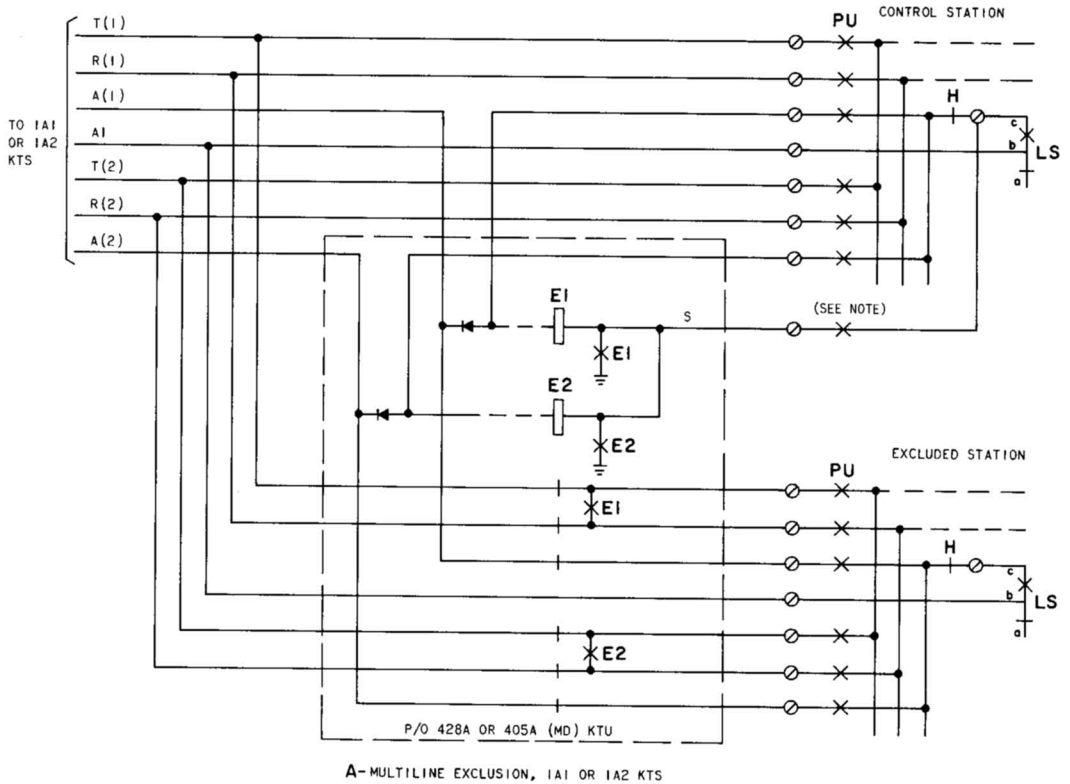 CONTROL STATION
T(1)
PU
R(1)
A(1)
H
c
TO 1A1
OR 1A2
KTS
A1
b
LS
a
T(2)
R(2)
A(2)
E1
S
(SEE NOTE)
E1
E2
E2
EXCLUDED STATION
PU
E1
H
c
b
LS
a
E2
P/O 428A OR 405A (MD) KTU
A-MULTILINE EXCLUSION, 1A1 OR 1A2 KTS